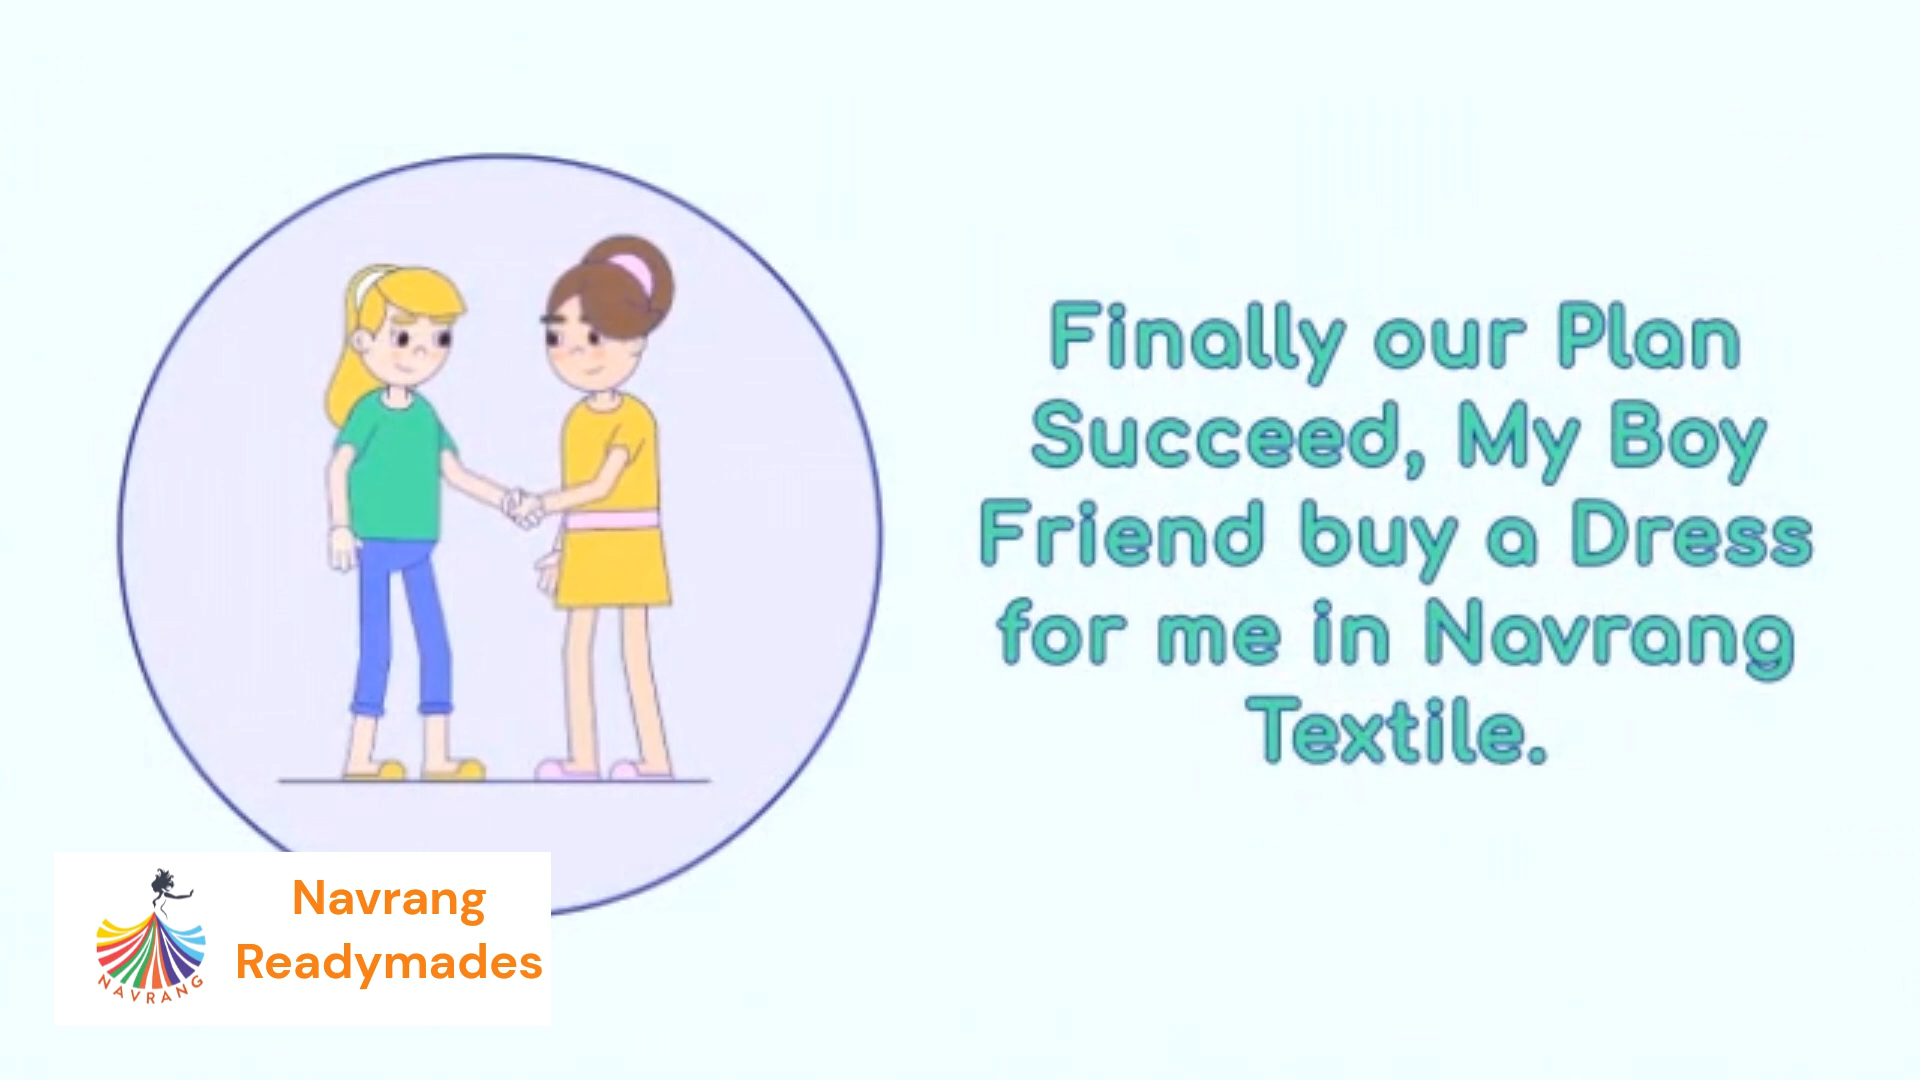 Finally our Plan
Succeed, My Boy
Friend buy a Dress
for me in Navrang
Textile.
Navrang
Readymades
NAVRANG